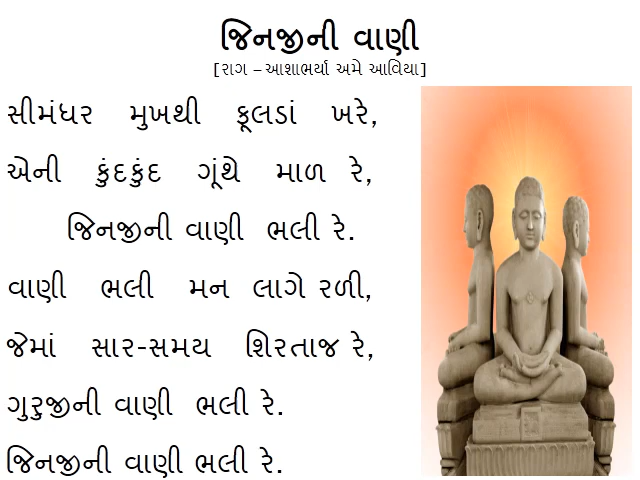 જિનજીની વાણી
[રાગ – આશાભર્યા અમે આવિયા]
સીમંધર મુખથી ફૂલડાં ખરે,
એની કુંદકુંદ ગૂંથે માળ રે,
જિનજીની વાણી ભલી રે.
વાણી ભલી મન લાગે રળી,
જેમાં સાર-સમય શિરતાજ રે,
ગુરુજીની વાણી ભલી રે.
જિનજીની વાણી ભલી રે.